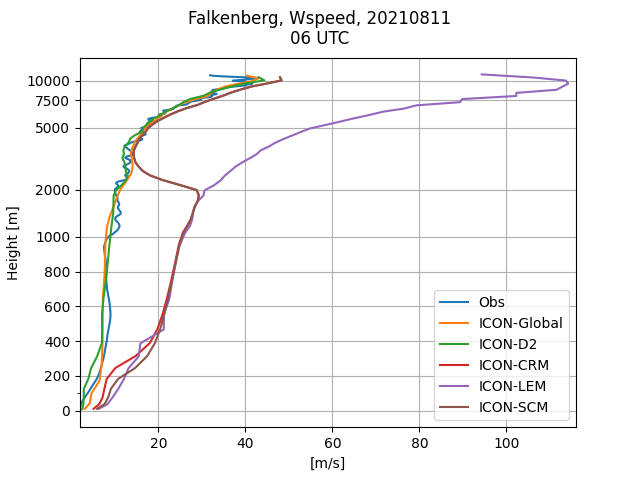 Falkenberg, Wspeed, 20210811
06 UTC
10000
7500
5000
2000
1000
800
600
400
200
0
Height [m]
20
40
60
80
100
[m/s]
Obs
ICON-Global
ICON-D2
ICON-CRM
ICON-LEM
ICON-SCM